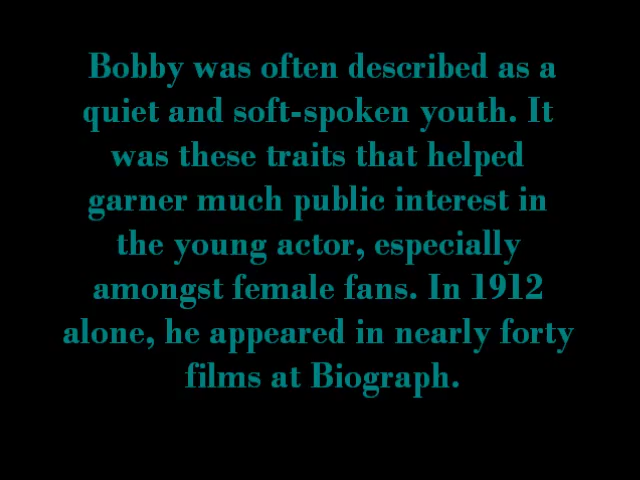 Bobby was often described as a
quiet and soft-spoken youth. It
was these traits that helped
garner much public interest in
the young actor, especially
amongst female fans. In 1912
alone, he appeared in nearly forty
films at Biograph.